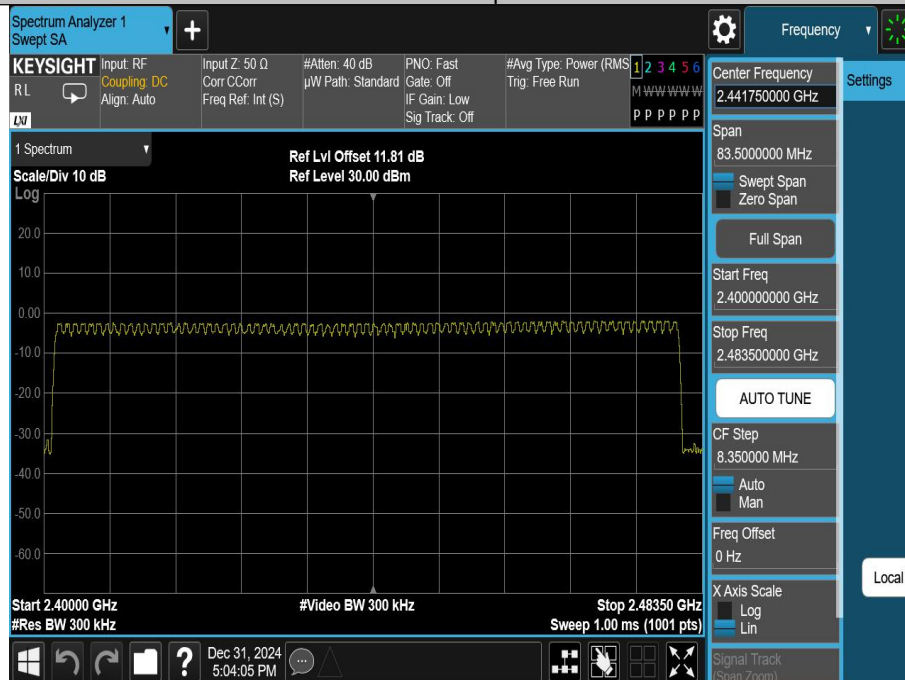 Spectrum Analyzer 1
Swept SA
+
Frequency
KEYSIGHT
RL
LXI
Input: RF
Coupling: DC
Align: Auto
Input Z: 50 Ω
Corr CCorr
Freq Ref: Int (S)
#Atten: 40 dB
µW Path: Standard
PNO: Fast
Gate: Off
IF Gain: Low
Sig Track: Off
#Avg Type: Power (RMS
Trig: Free Run
1 2 3 4 5 6
M W W W W W
P P P P P P
1 Spectrum
Scale/Div 10 dB
Log
Ref Lvl Offset 11.81 dB
Ref Level 30.00 dBm
20.0
10.0
0.00
-10.0
-20.0
-30.0
-40.0
-50.0
-60.0
Start 2.40000 GHz
#Res BW 300 kHz
#Video BW 300 kHz
Stop 2.48350 GHz
Sweep 1.00 ms (1001 pts)
Center Frequency
2.441750000 GHz
Settings
Span
83.5000000 MHz
Swept Span
Zero Span
Full Span
Start Freq
2.400000000 GHz
Stop Freq
2.483500000 GHz
AUTO TUNE
CF Step
8.350000 MHz
Auto
Man
Freq Offset
0 Hz
X Axis Scale
Log
Lin
Local
Signal Track
(Span Zoom)
?
Dec 31, 2024
5:04:05 PM